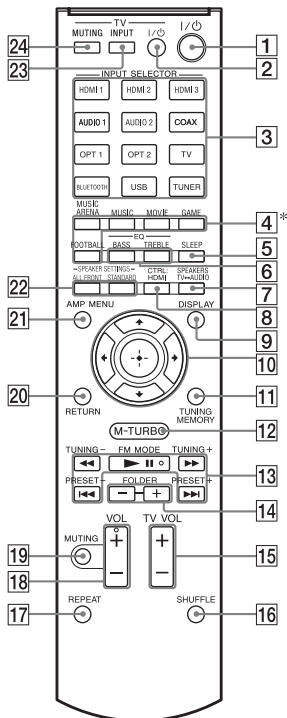 TV
MUTING INPUT I/⏻ I/⏻
24
23
1
2
INPUT SELECTOR
HDMI 1 HDMI 2 HDMI 3
AUDIO 1 AUDIO 2 COAX
3
OPT 1 OPT 2 TV
BLUETOOTH USB TUNER
MUSIC ARENA MUSIC MOVIE GAME
4*
EQ
FOOTBALL BASS TREBLE SLEEP
5
6
SPEAKER SETTINGS
ALL FRONT STANDARD CTRL: HDMI SPEAKERS TV↔AUDIO
22
7
8
AMP MENU DISPLAY
21
9
10
20
RETURN TUNING MEMORY
11
M-TURBO
12
TUNING – FM MODE TUNING +
13
PRESET – FOLDER PRESET +
– +
14
VOL TV VOL
+ +
MUTING
19
– –
18
15
17
REPEAT SHUFFLE
16